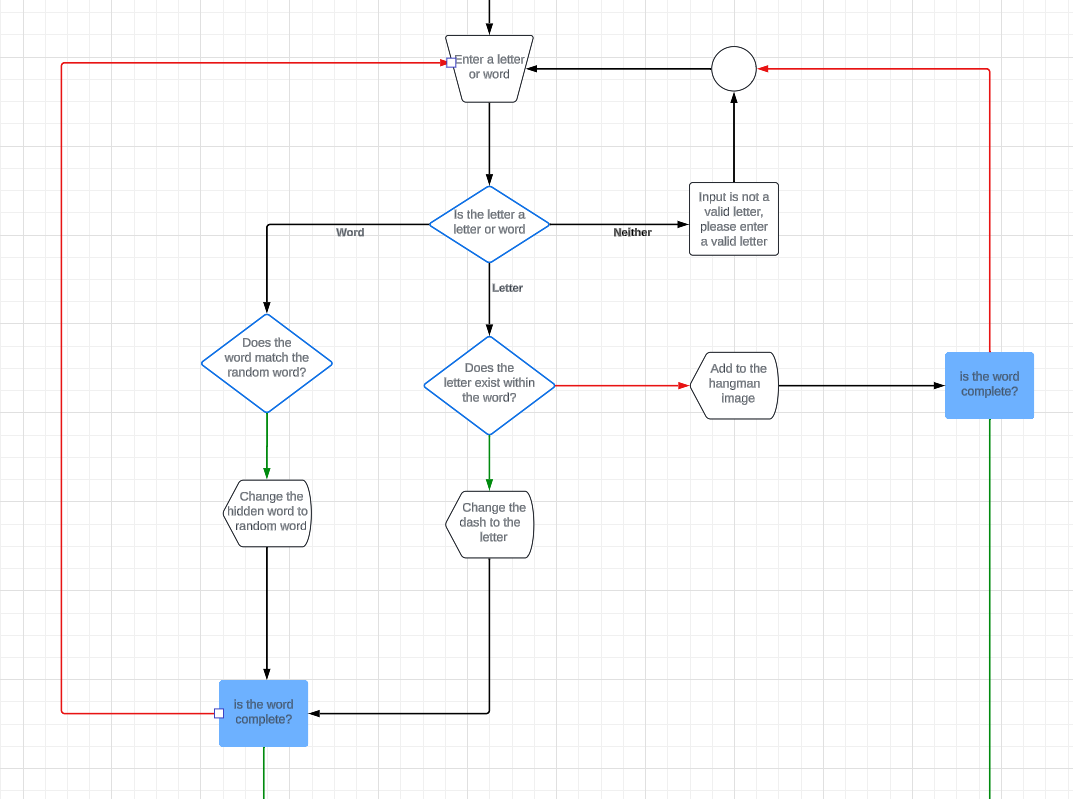 Enter a letter
or word
Is the letter a
letter or word
Word
Neither
Letter
Input is not a
valid letter,
please enter
a valid letter
Does the
word match the
random word?
Does the
letter exist within
the word?
Add to the
hangman
image
is the word
complete?
Change the
hidden word to
random word
Change the
dash to the
letter
is the word
complete?